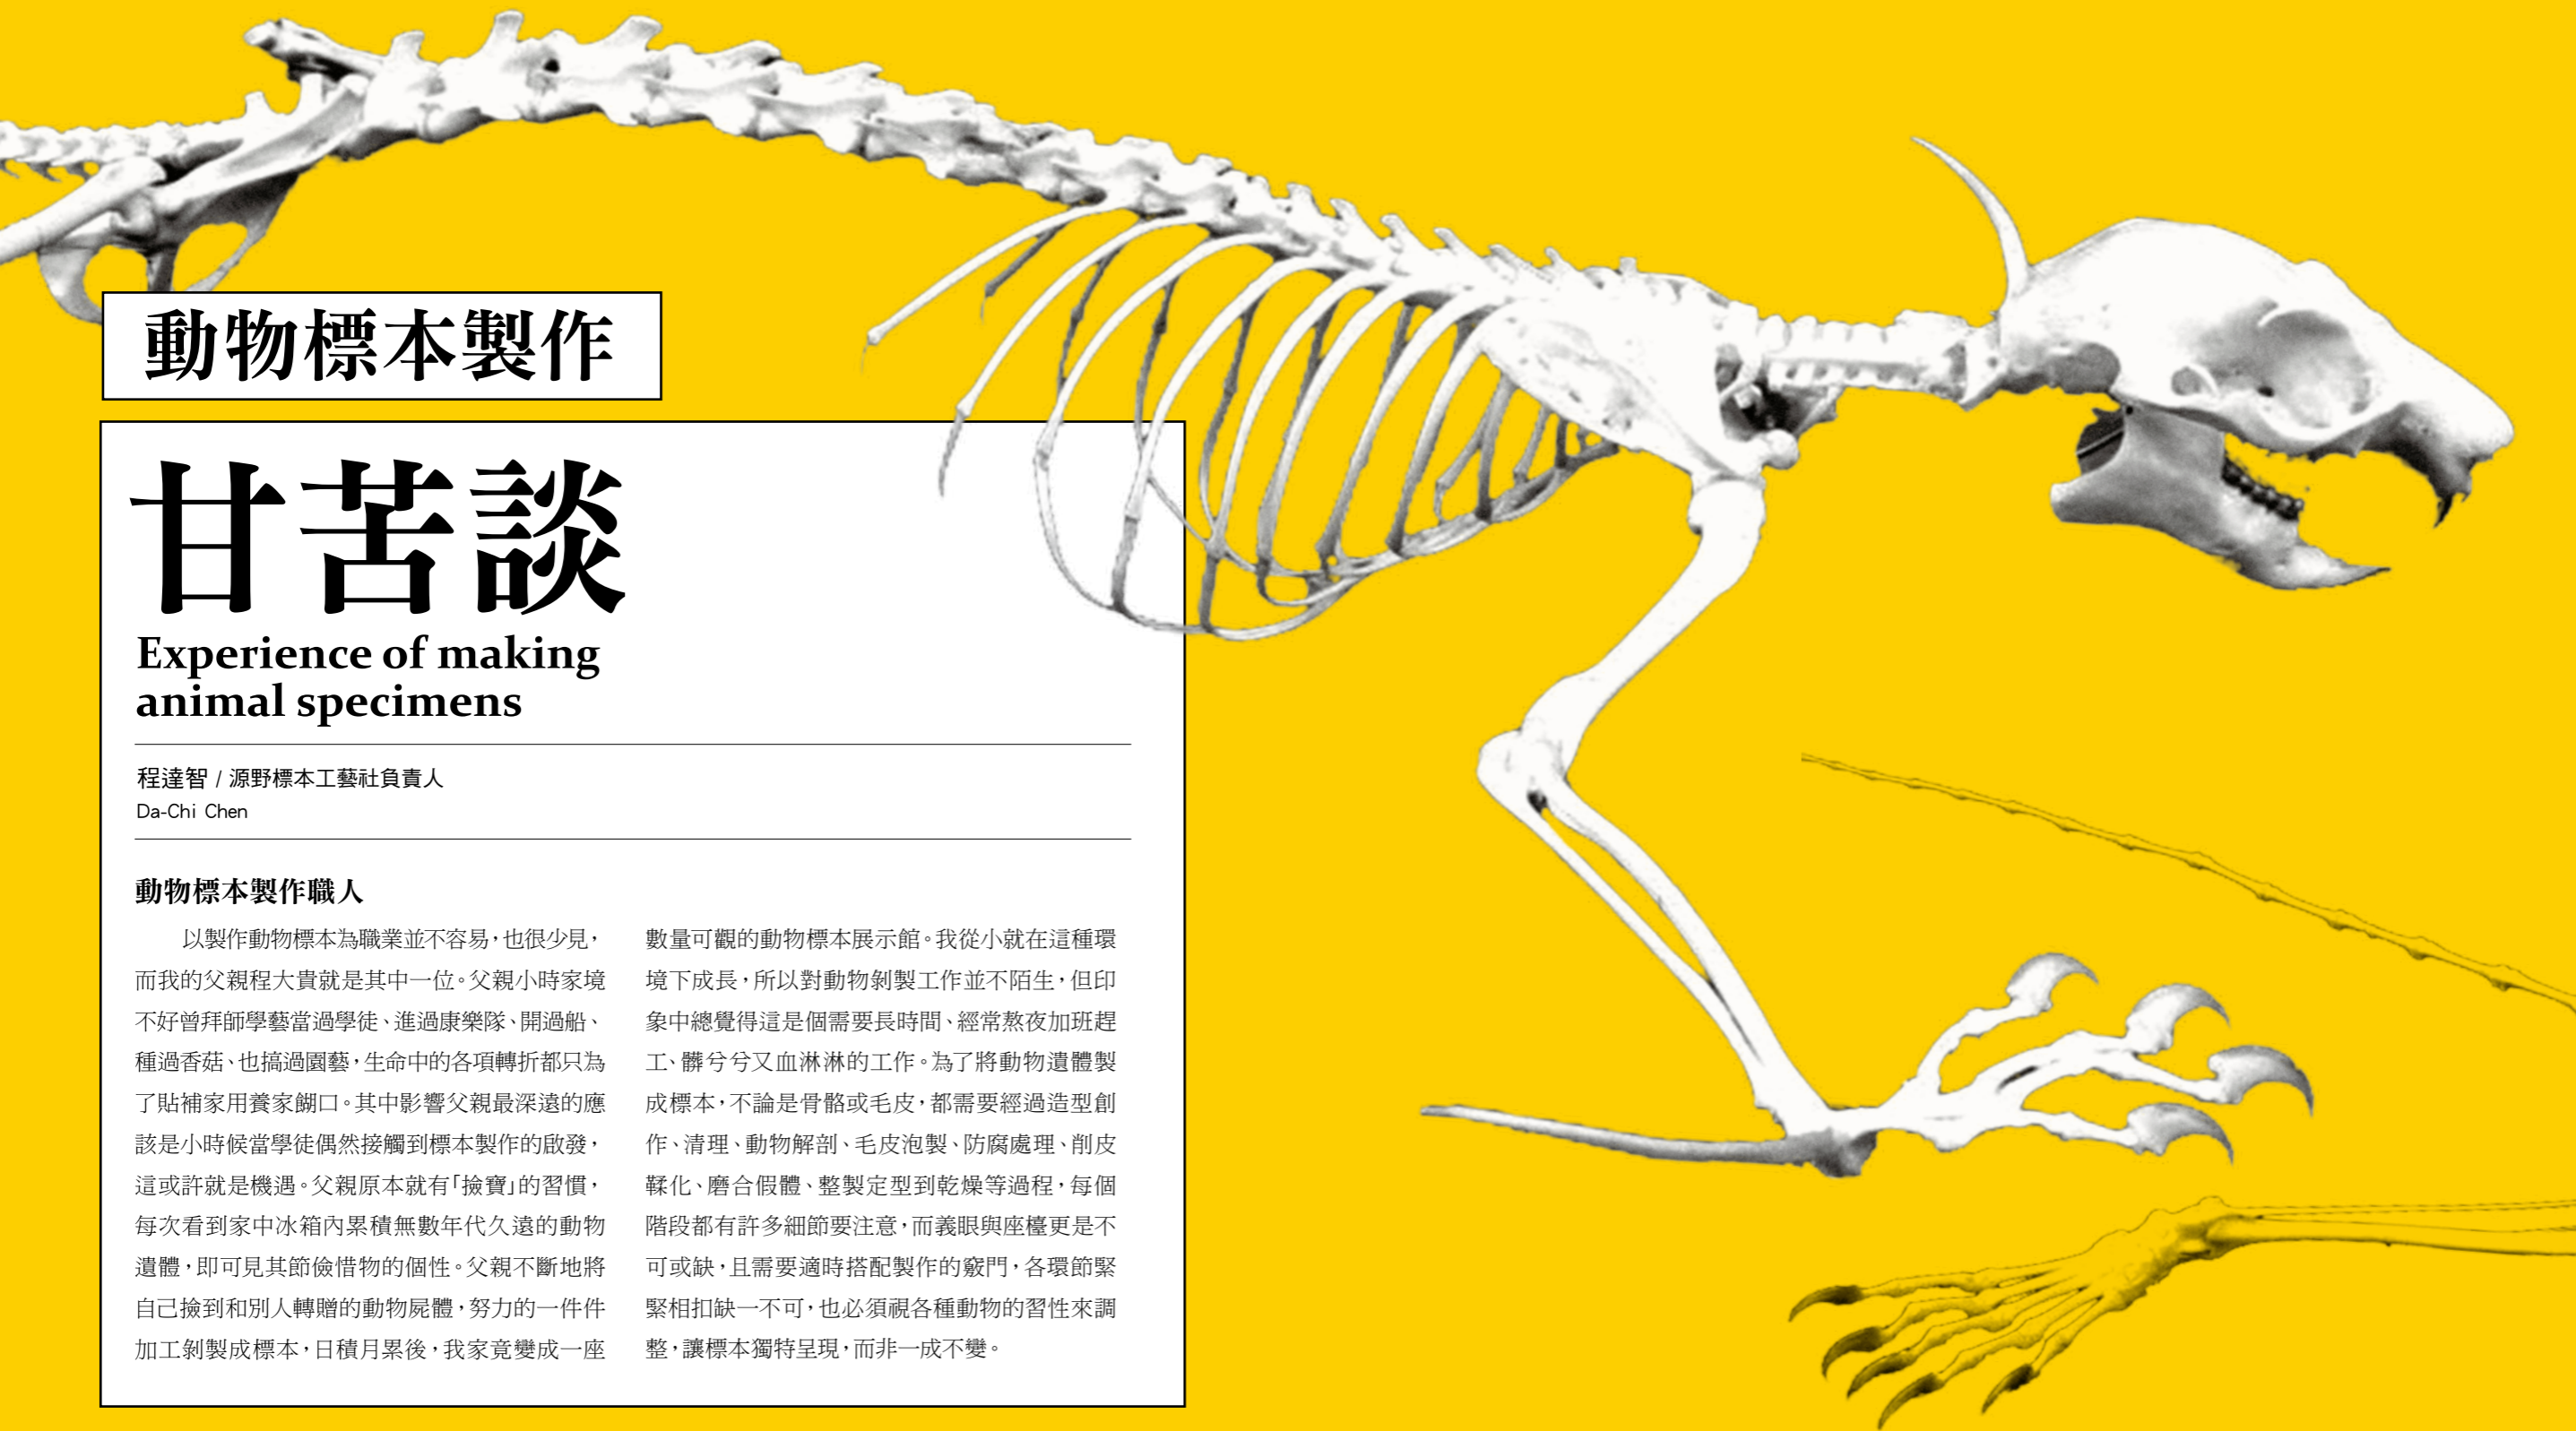 動物標本製作
甘苦談
Experience of making
animal specimens
程達智 / 源野標本工藝社負責人
Da-Chi Chen
動物標本製作職人
以製作動物標本為職業並不容易，也很少見，
而我的父親程大貴就是其中一位。父親小時家境
不好曾拜師學藝當過學徒、進過康樂隊、開過船、
種過香菇、也搞過園藝，生命中的各項轉折都只為
了貼補家用養家餬口。其中影響父親最深遠的應
該是小時候當學徒偶然接觸到標本製作的啟發，
這或許就是機遇。父親原本就有「撿寶」的習慣，
每次看到家中冰箱內累積無數年代久遠的動物
遺體，即可見其節儉惜物的個性。父親不斷地將
自己撿到和別人轉贈的動物屍體，努力的一件件
加工剝製成標本，日積月累後，我家竟變成一座
數量可觀的動物標本展示館。我從小就在這種環
境下成長，所以對動物剝製工作並不陌生，但印
象中總覺得這是個需要長時間、經常熬夜加班趕
工、髒兮兮又血淋淋的工作。為了將動物遺體製
成標本，不論是骨骼或毛皮，都需要經過造型創
作、清理、動物解剖、毛皮泡製、防腐處理、削皮
鞣化、磨合假體、整製定型到乾燥等過程，每個
階段都有許多細節要注意，而義眼與座檯更是不
可或缺，且需要適時搭配製作的竅門，各環節緊
緊相扣缺一不可，也必須視各種動物的習性來調
整，讓標本獨特呈現，而非一成不變。